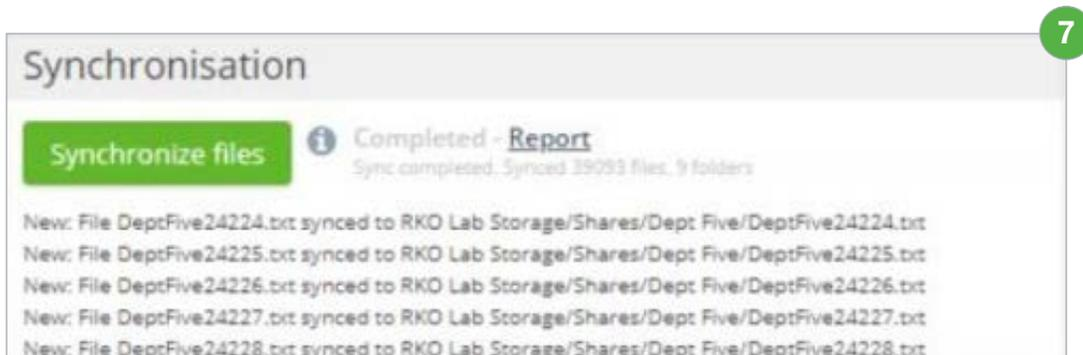 7
Synchronisation
Synchronize files
Completed - Report
Sync completed. Synced 39093 files, 9 folders
New: File DeptFive24224.txt synced to RKO Lab Storage/Shares/Dept Five/DeptFive24224.txt
New: File DeptFive24225.txt synced to RKO Lab Storage/Shares/Dept Five/DeptFive24225.txt
New: File DeptFive24226.txt synced to RKO Lab Storage/Shares/Dept Five/DeptFive24226.txt
New: File DeptFive24227.txt synced to RKO Lab Storage/Shares/Dept Five/DeptFive24227.txt
New: File DeptFive24228.txt synced to RKO Lab Storage/Shares/Dept Five/DeptFive24228.txt